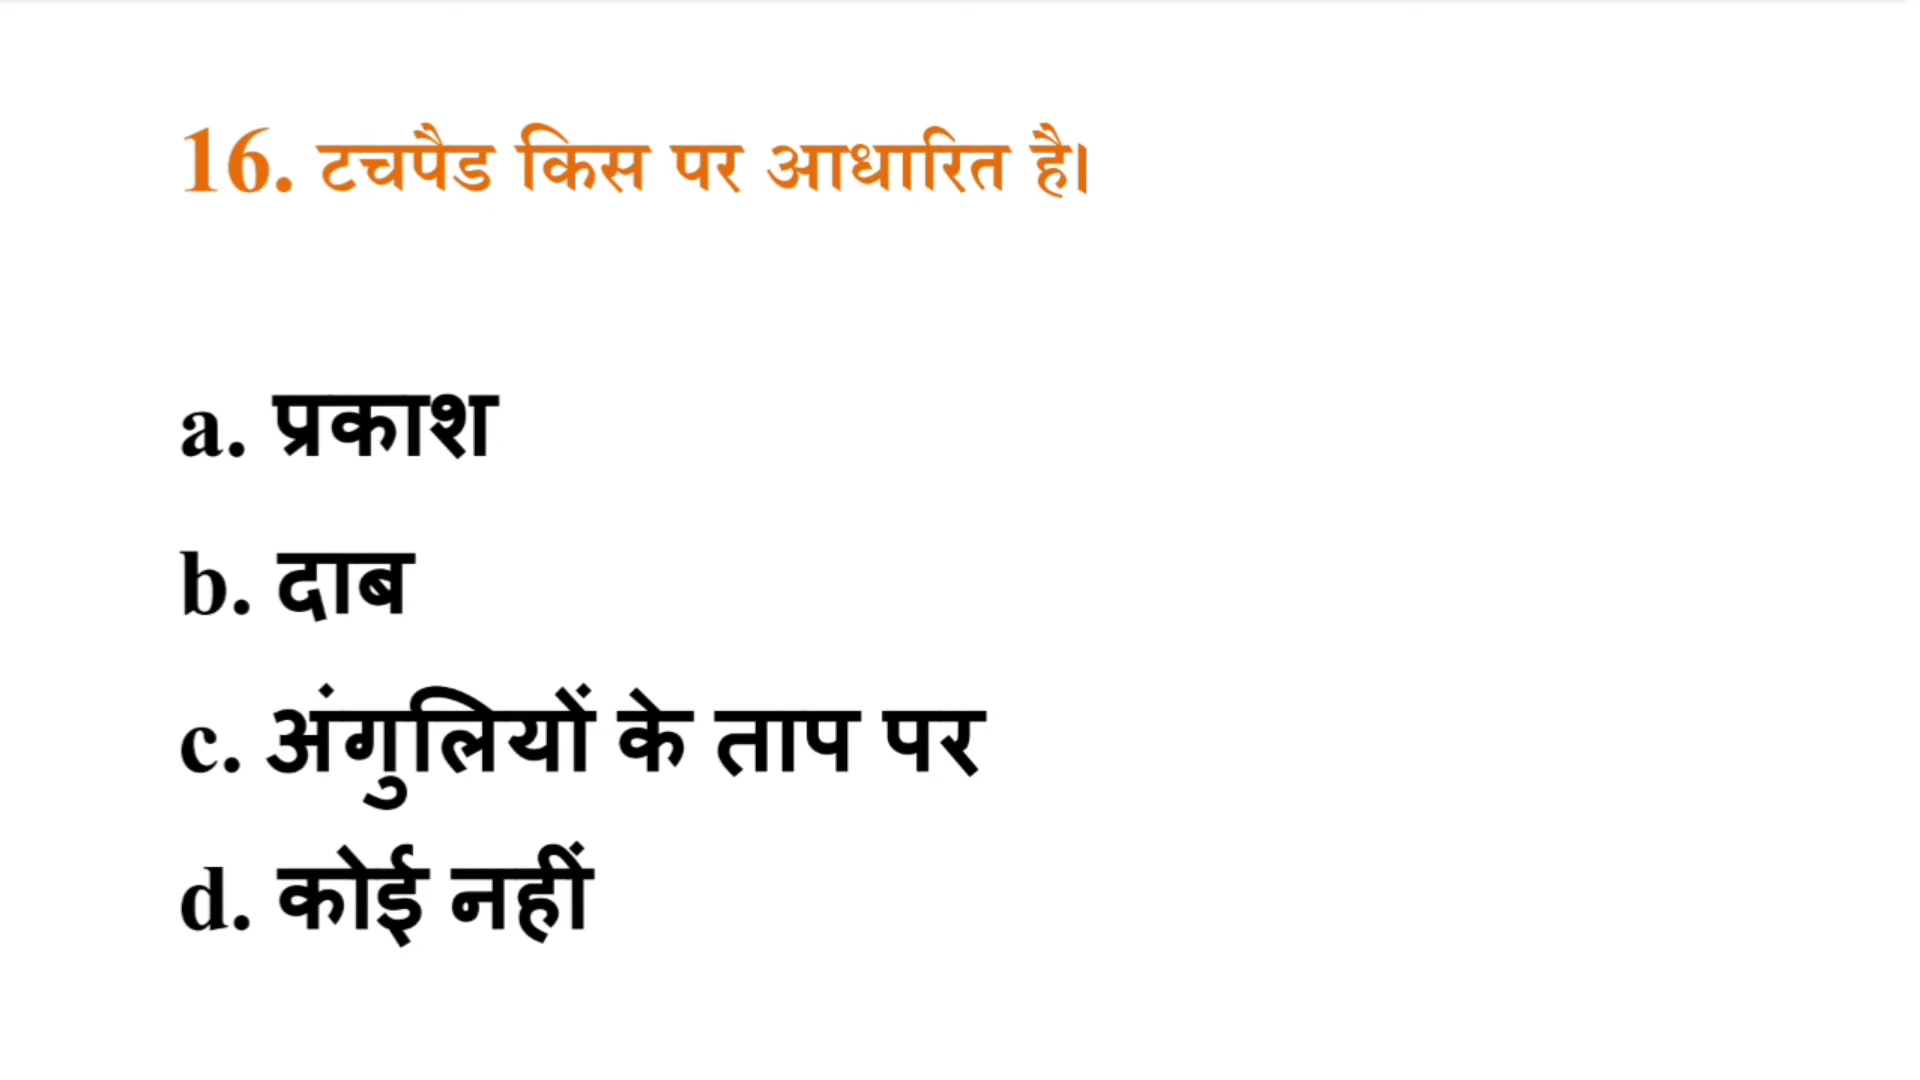 16. टचपैड किस पर आधारित है।
a. प्रकाश
b. दाब
c. अंगुलियों के ताप पर
d. कोई नहीं